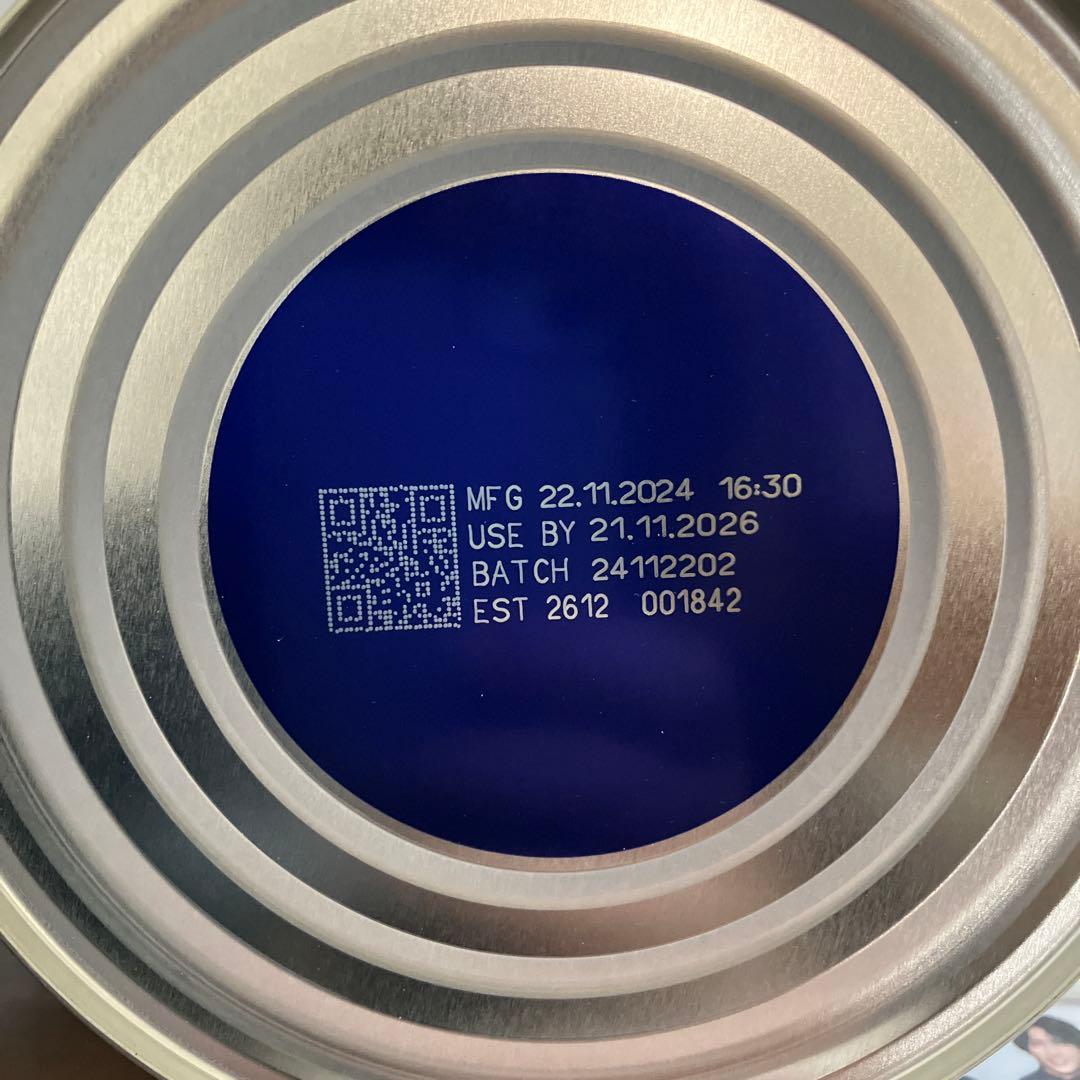 MFG 22.11.2024 16:30
USE BY 21.11.2026
BATCH 24112202
EST 2612 001842